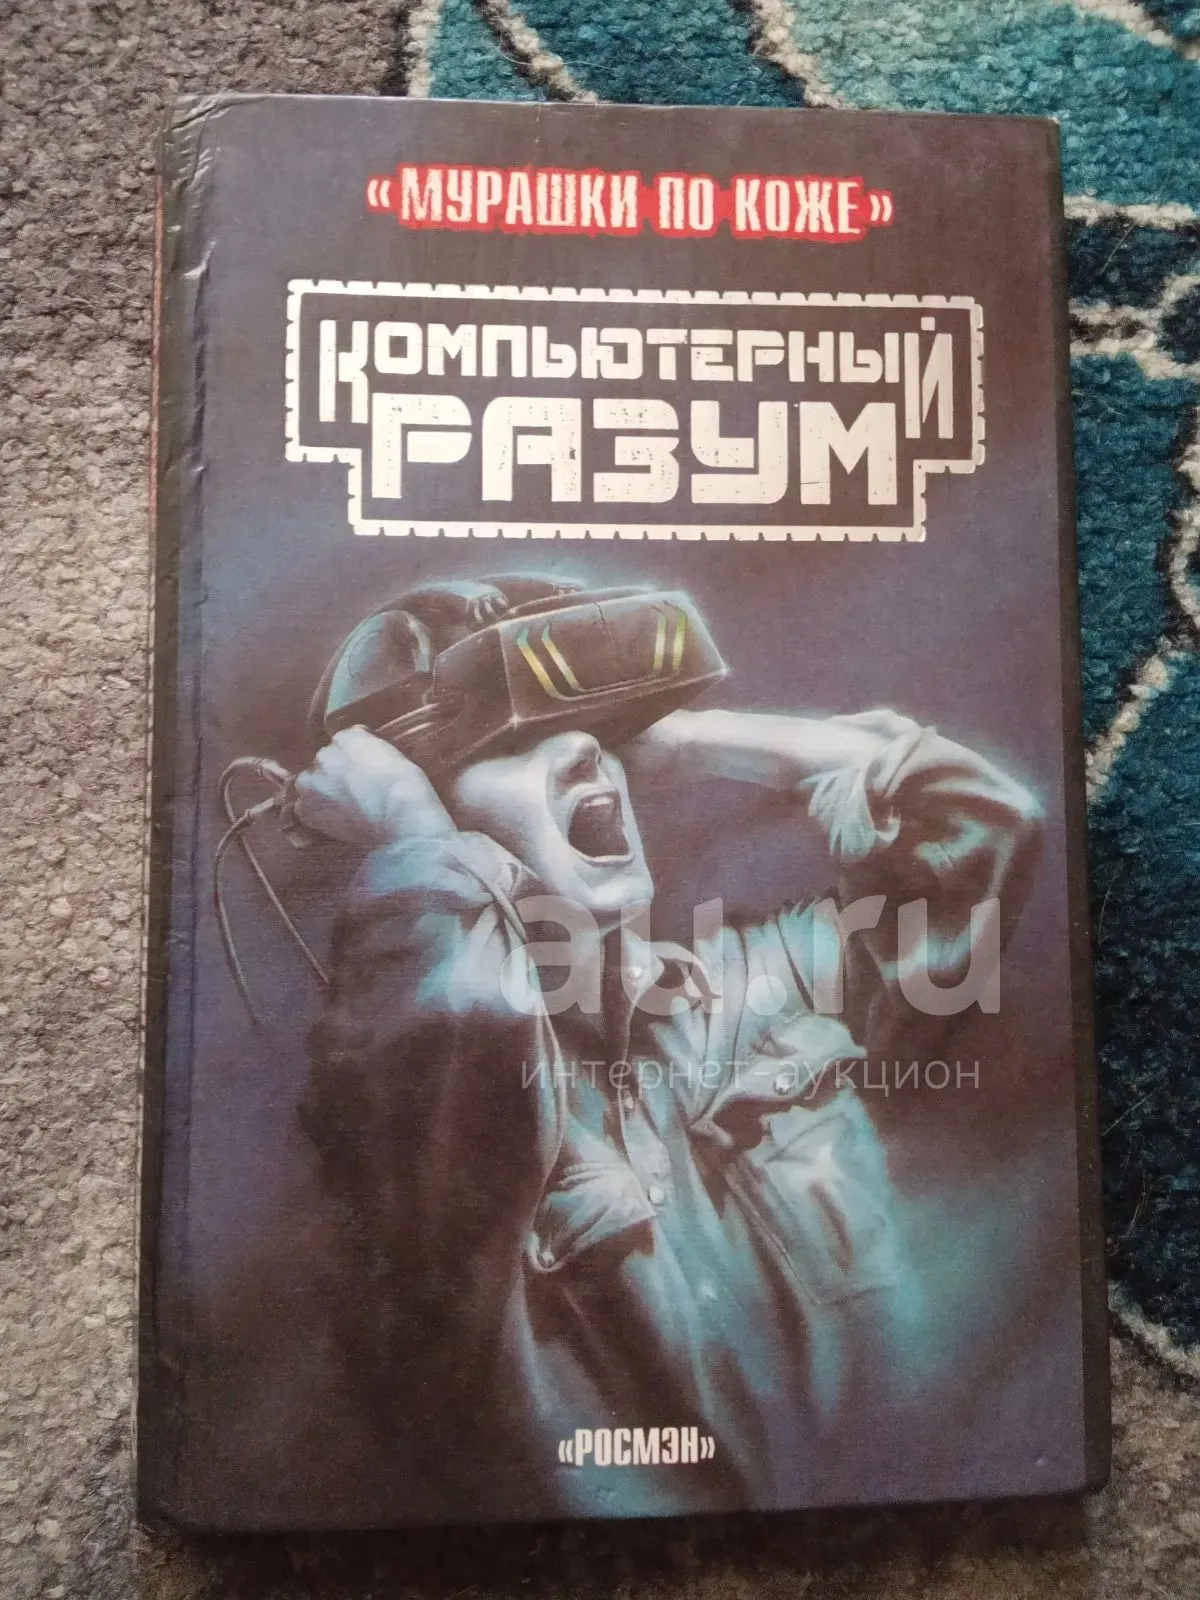 «МУРАШКИ ПО КОЖЕ»
КОМПЬЮТЕРНЫЙ
РАЗУМ
au.ru
интернет-аукцион
«РОСМЭН»